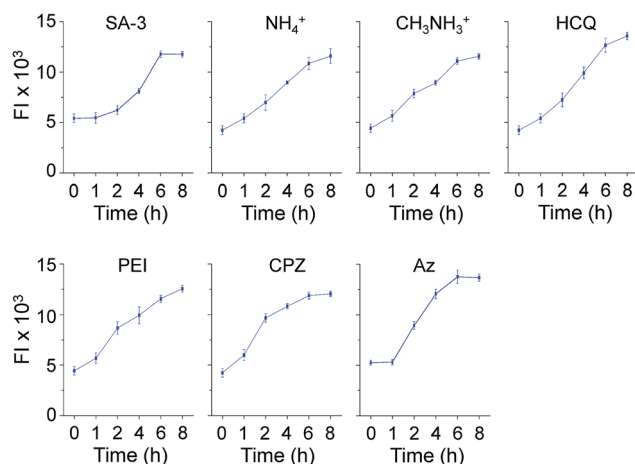 SA-3 NH₄⁺ CH₃NH₃⁺ HCQ
FI x 10³
15
10
5
0
0 1 2 4 6 8 0 1 2 4 6 8 0 1 2 4 6 8 0 1 2 4 6 8
Time (h) Time (h) Time (h) Time (h)
PEI CPZ Az
FI x 10³
15
10
5
0
0 1 2 4 6 8 0 1 2 4 6 8 0 1 2 4 6 8
Time (h) Time (h) Time (h)